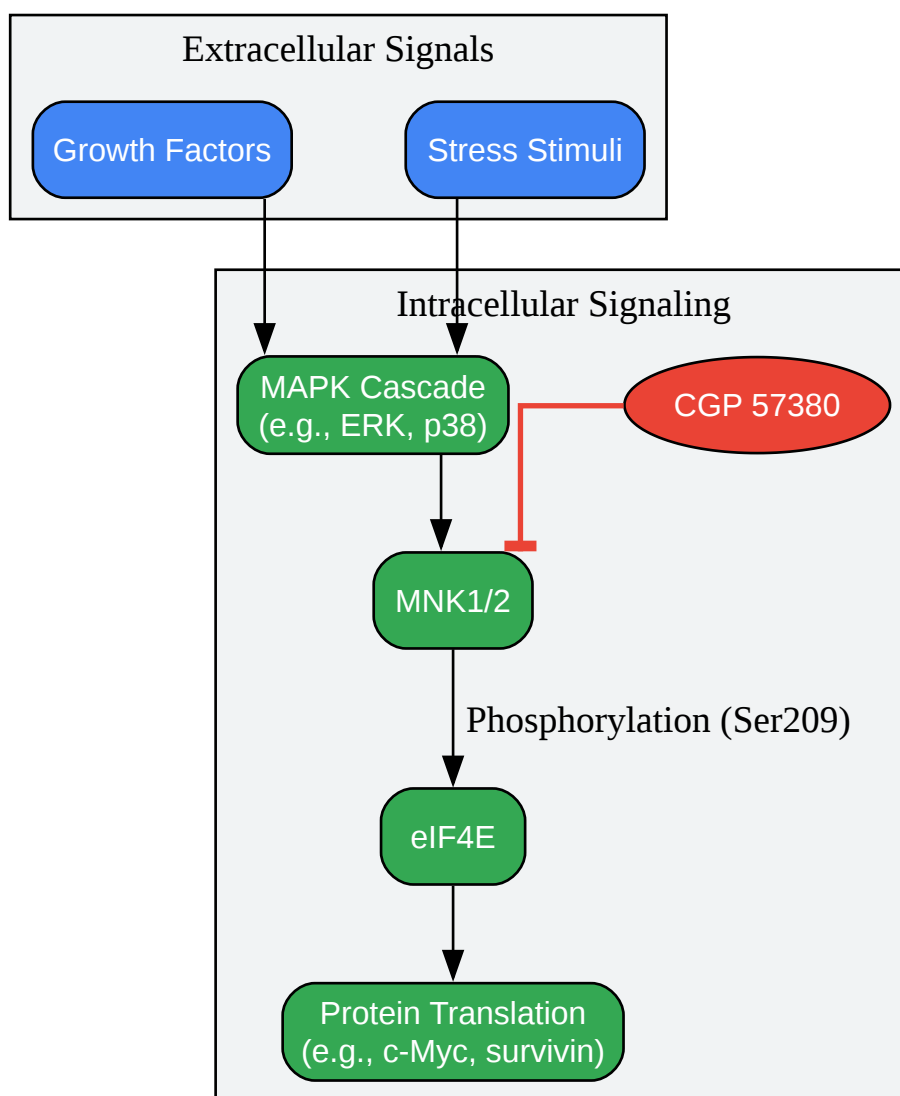 Extracellular Signals
Growth Factors
Stress Stimuli
Intracellular Signaling
MAPK Cascade
(e.g., ERK, p38)
CGP 57380
MNK1/2
Phosphorylation (Ser209)
eIF4E
Protein Translation
(e.g., c-Myc, survivin)